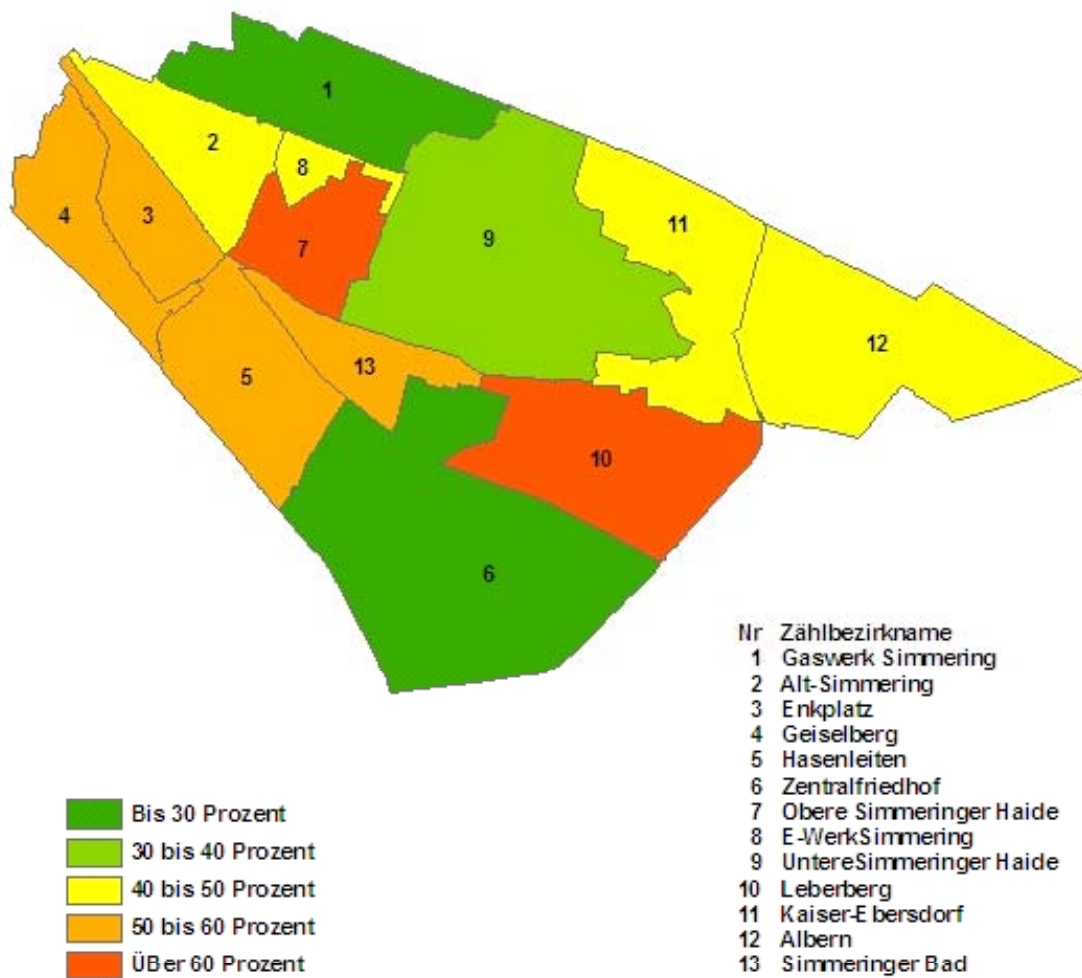 1
2
8
3
4
7
9
11
12
13
5
10
6
Nr Zählbezirkname
1 Gaswerk Simmering
2 Alt-Simmering
3 Enkplatz
4 Geiselberg
5 Hasenleiten
6 Zentralfriedhof
7 Obere Simmeringer Haide
8 E-WerkSimmering
9 UntereSimmeringer Haide
10 Leberberg
11 Kaiser-Ebersdorf
12 Albern
13 Simmeringer Bad
Bis 30 Prozent
30 bis 40 Prozent
40 bis 50 Prozent
50 bis 60 Prozent
ÜBer 60 Prozent